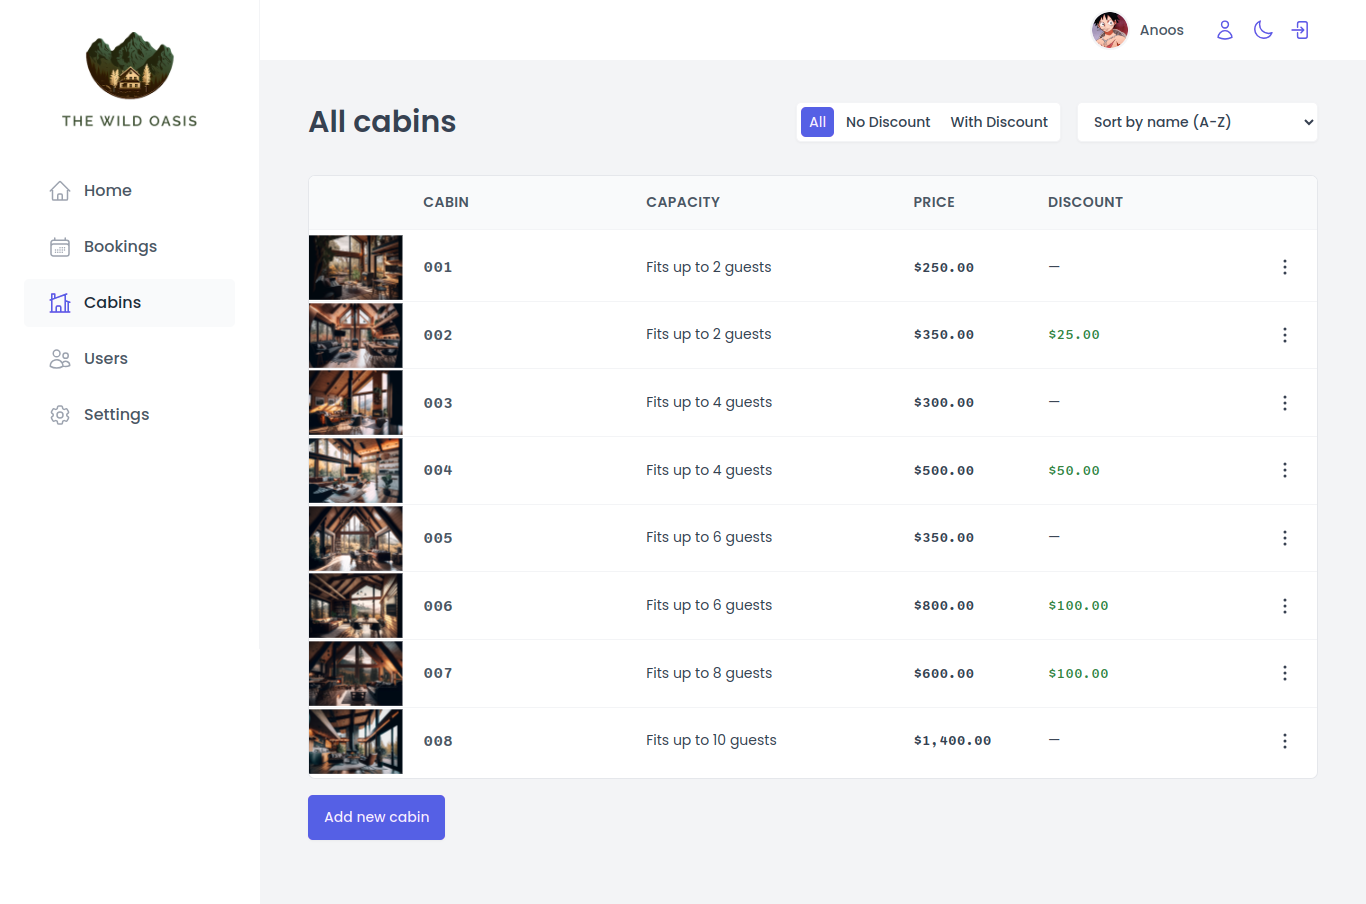 THE WILD OASIS
Home
Bookings
Cabins
Users
Settings
Anoos
All cabins
All No Discount With Discount
Sort by name (A-Z)
CABIN CAPACITY PRICE DISCOUNT
001 Fits up to 2 guests $250.00 —
002 Fits up to 2 guests $350.00 $25.00
003 Fits up to 4 guests $300.00 —
004 Fits up to 4 guests $500.00 $50.00
005 Fits up to 6 guests $350.00 —
006 Fits up to 6 guests $800.00 $100.00
007 Fits up to 8 guests $600.00 $100.00
008 Fits up to 10 guests $1,400.00 —
Add new cabin